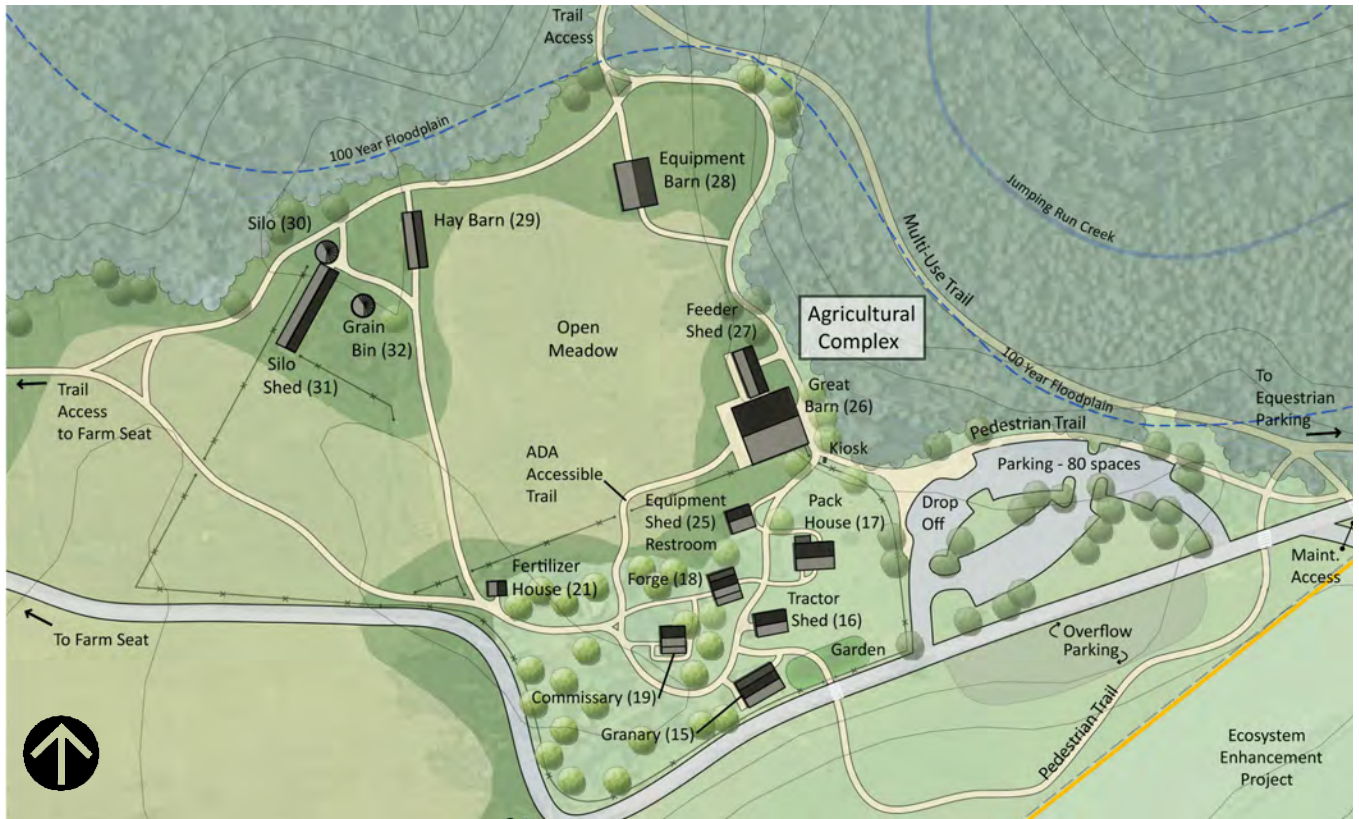 Trail
Access
100 Year Floodplain
Equipment
Barn (28)
Jumping Run Creek
Silo (30)
Hay Barn (29)
Multi-Use Trail
Agricultural
Complex
Feeder
Shed (27)
Open
Meadow
Grain
Bin (32)
Silo
Shed (31)
100 Year Floodplain
To
Equestrian
Parking
Trail
Access
to Farm Seat
Great
Barn (26)
Pedestrian Trail
Kiosk
ADA
Accessible
Trail
Parking - 80 spaces
Equipment
Shed (25)
Restroom
Pack
House (17)
Drop
Off
Maint.
Access
Fertilizer
House (21)
Forge (18)
Tractor
Shed (16)
To Farm Seat
Overflow
Parking
Garden
Commissary (19)
Granary (15)
Pedestrian Trail
Ecosystem
Enhancement
Project